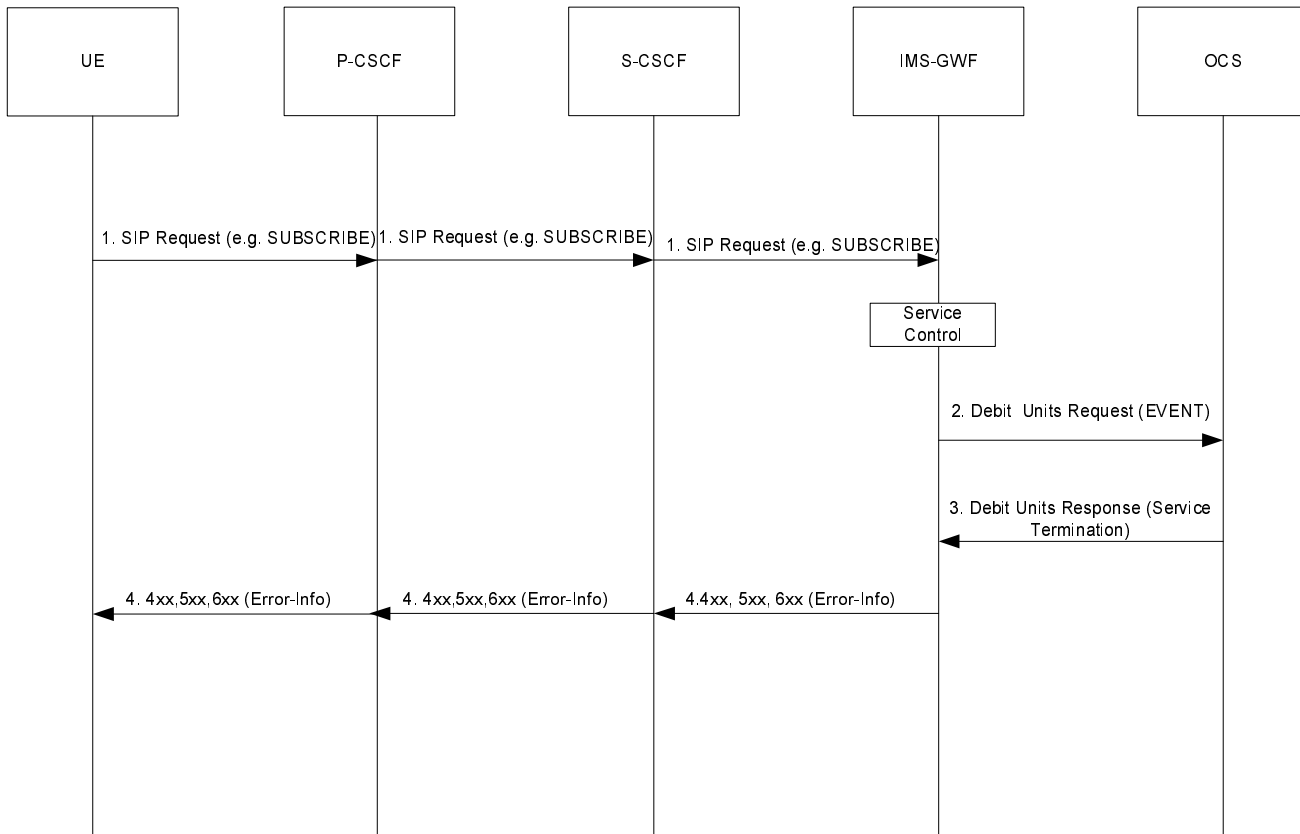 UE
P-CSCF
S-CSCF
IMS-GWF
OCS
1. SIP Request (e.g. SUBSCRIBE)
1. SIP Request (e.g. SUBSCRIBE)
1. SIP Request (e.g. SUBSCRIBE)
Service
Control
2. Debit Units Request (EVENT)
3. Debit Units Response (Service
Termination)
4. 4xx,5xx,6xx (Error-Info)
4. 4xx,5xx,6xx (Error-Info)
4.4xx, 5xx, 6xx (Error-Info)